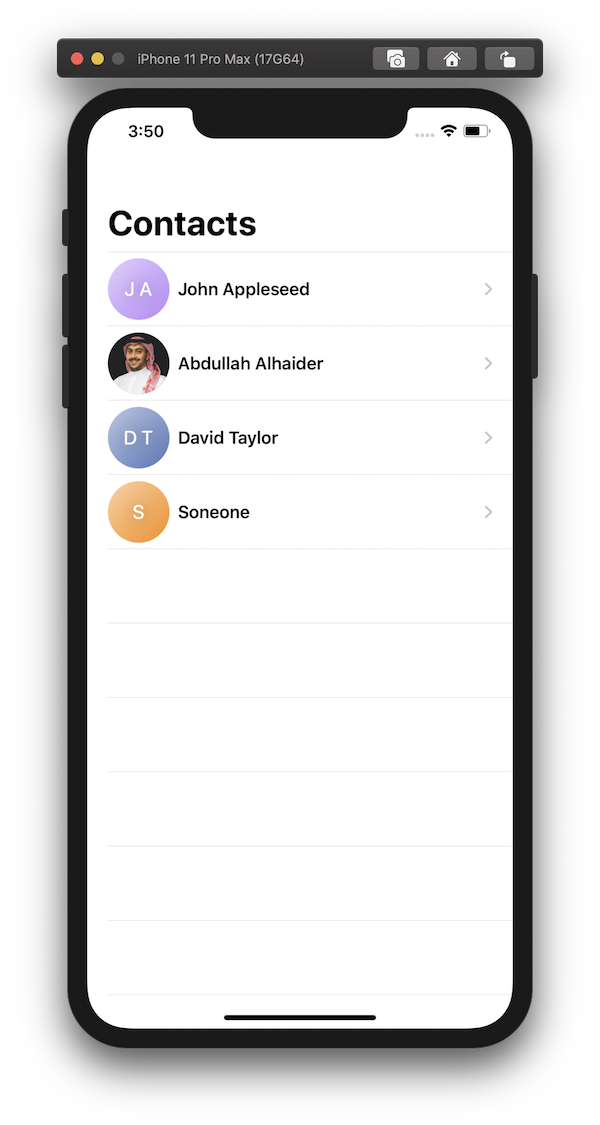 iPhone 11 Pro Max (17G64)
3:50
Contacts
J A John Appleseed
Abdullah Alhaider
D T David Taylor
S Soneone